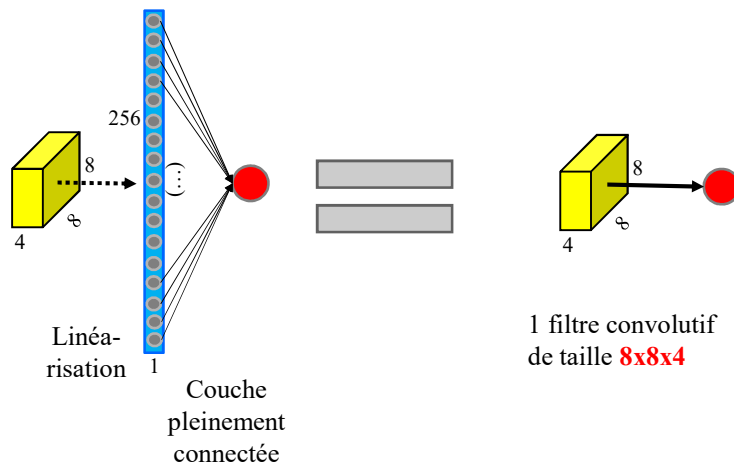 256
8
8
4
(...)
Linéa-
risation
1
Couche
pleinement
connectée
8
8
4
1 filtre convolutif
de taille 8x8x4